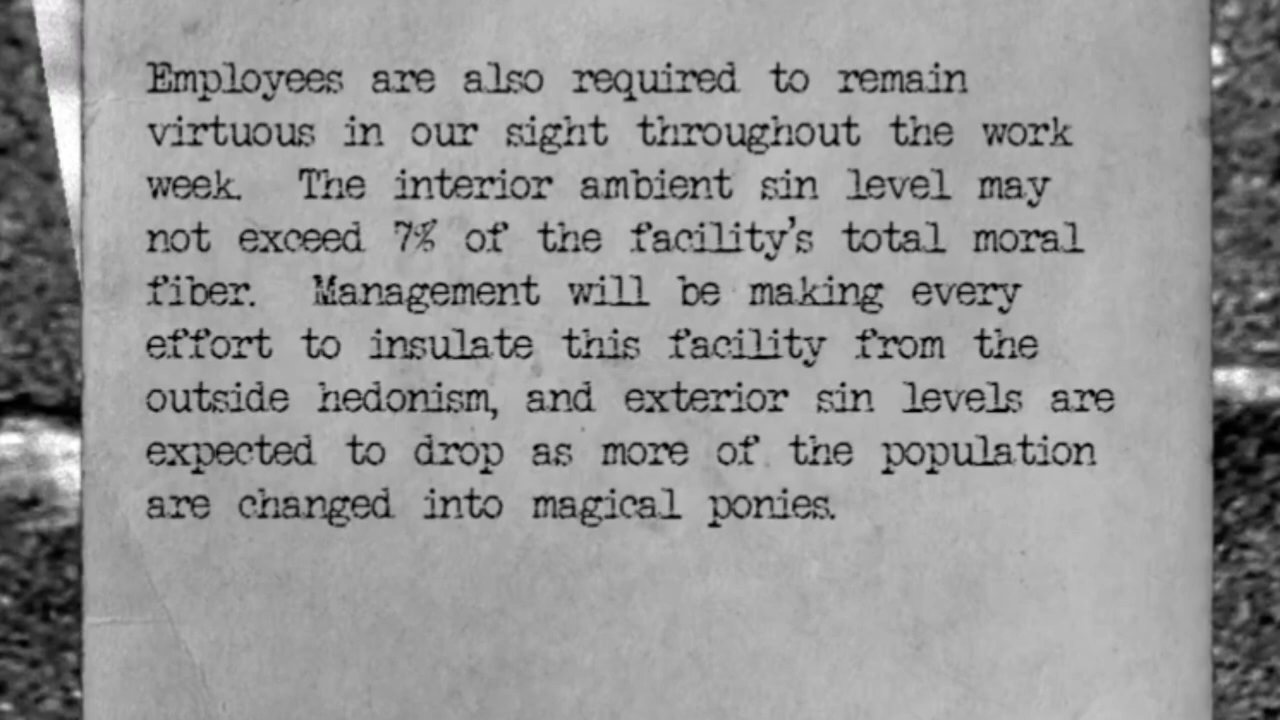 Employees are also required to remain
virtuous in our sight throughout the work
week.  The interior ambient sin level may
not exceed 7% of the facility's total moral
fiber.  Management will be making every
effort to insulate this facility from the
outside hedonism, and exterior sin levels are
expected to drop as more of the population
are changed into magical ponies.